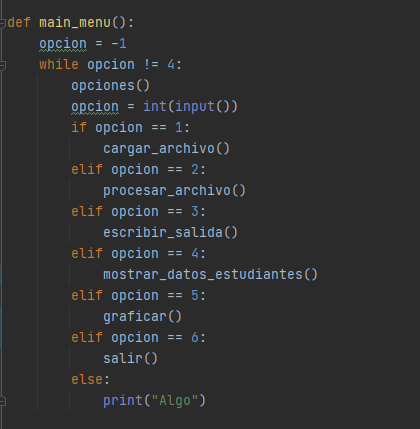 def main_menu():
    opcion = -1
    while opcion != 4:
        opciones()
        opcion = int(input())
        if opcion == 1:
            cargar_archivo()
        elif opcion == 2:
            procesar_archivo()
        elif opcion == 3:
            escribir_salida()
        elif opcion == 4:
            mostrar_datos_estudiantes()
        elif opcion == 5:
            graficar()
        elif opcion == 6:
            salir()
        else:
            print("Algo")